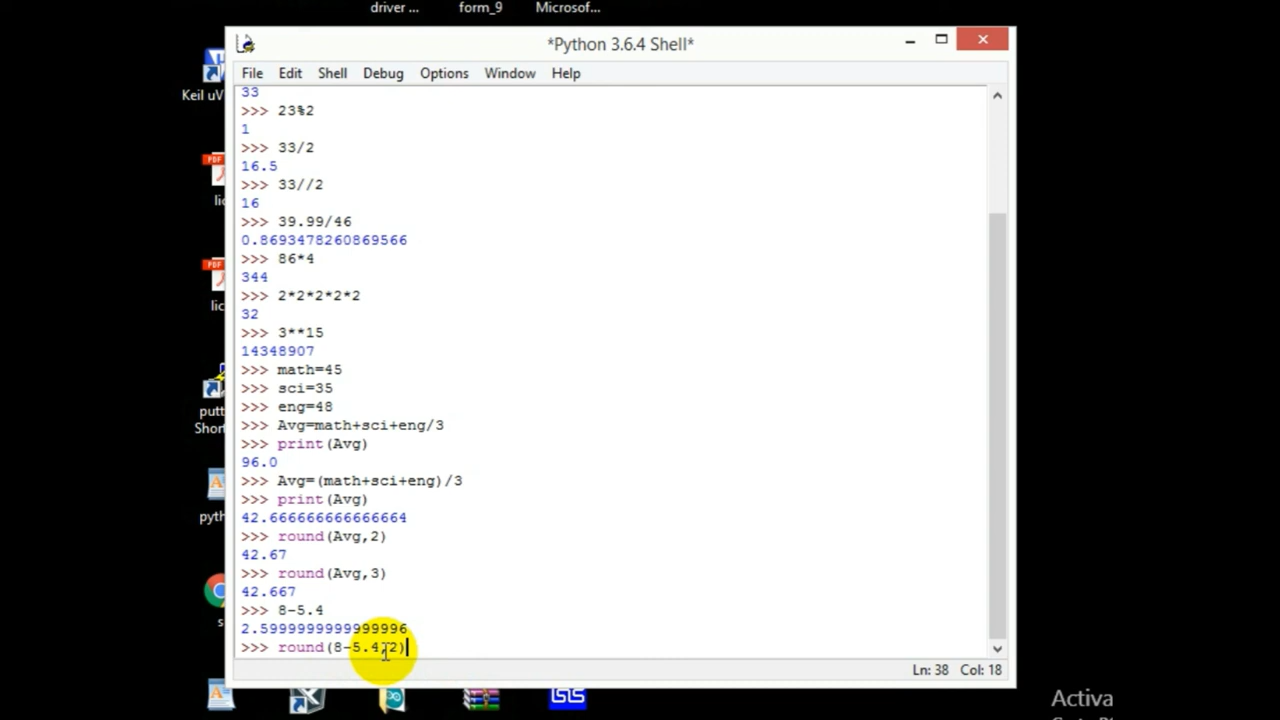 driver ... form_9 Microsof...
*Python 3.6.4 Shell*
File Edit Shell Debug Options Window Help
Keil uV
33
>>> 23%2
1
>>> 33/2
16.5
>>> 33//2
16
>>> 39.99/46
0.8693478260869566
>>> 86*4
344
>>> 2*2*2*2*2
32
>>> 3**15
14348907
>>> math=45
>>> sci=35
>>> eng=48
>>> Avg=math+sci+eng/3
>>> print(Avg)
96.0
>>> Avg=(math+sci+eng)/3
>>> print(Avg)
42.666666666666664
>>> round(Avg,2)
42.67
>>> round(Avg,3)
42.667
>>> 8-5.4
2.5999999999999996
>>> round(8-5.4,2)
Ln: 38 Col: 18
PDF
lic
PDF
lic
putt
Shor
pyth
s
Activa